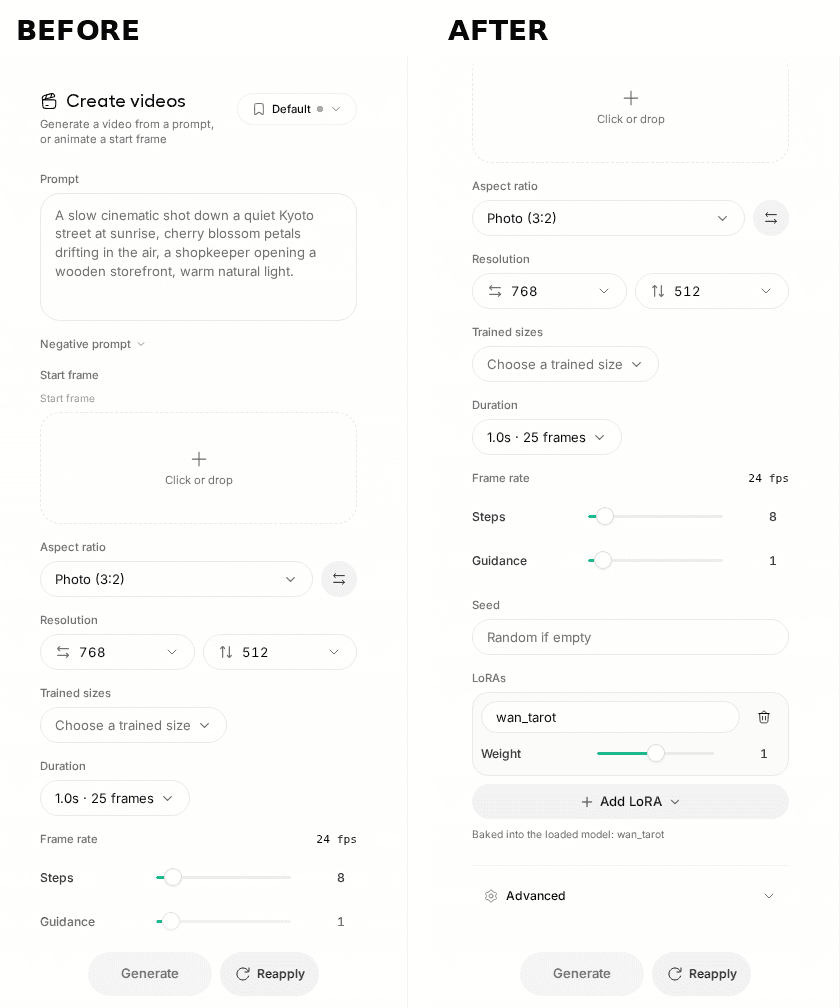 BEFORE
Create videos
Generate a video from a prompt,
or animate a start frame
Default
Prompt
A slow cinematic shot down a quiet Kyoto
street at sunrise, cherry blossom petals
drifting in the air, a shopkeeper opening a
wooden storefront, warm natural light.
Negative prompt
Start frame
Start frame
Click or drop
Aspect ratio
Photo (3:2)
Resolution
768 512
Trained sizes
Choose a trained size
Duration
1.0s · 25 frames
Frame rate 24 fps
Steps 8
Guidance 1
Generate Reapply
AFTER
Click or drop
Aspect ratio
Photo (3:2)
Resolution
768 512
Trained sizes
Choose a trained size
Duration
1.0s · 25 frames
Frame rate 24 fps
Steps 8
Guidance 1
Seed
Random if empty
LoRAs
wan_tarot
Weight 1
Add LoRA
Baked into the loaded model: wan_tarot
Advanced
Generate Reapply